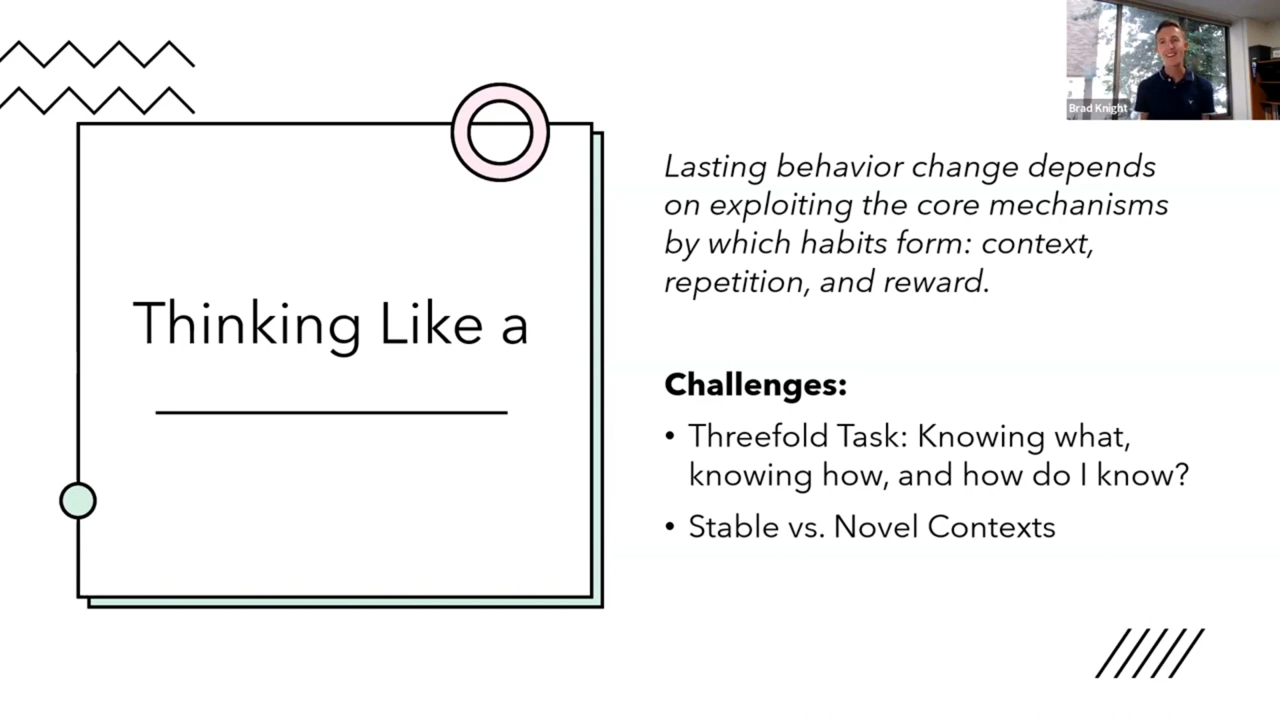 Brad Knight
Thinking Like a
Lasting behavior change depends
on exploiting the core mechanisms
by which habits form: context,
repetition, and reward.
Challenges:
• Threefold Task: Knowing what,
knowing how, and how do I know?
• Stable vs. Novel Contexts